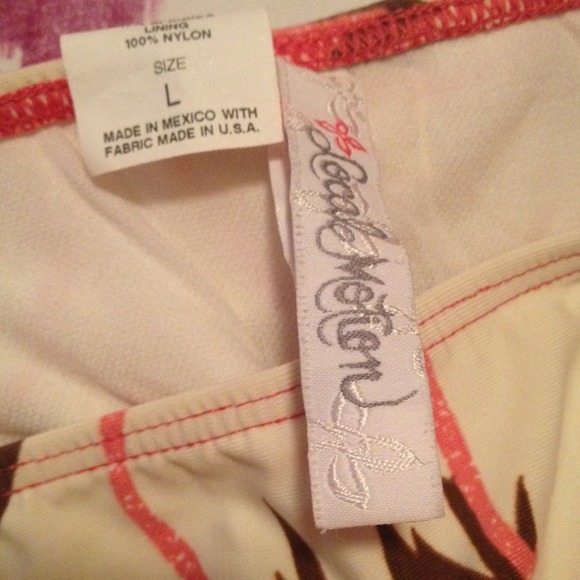 LINING
100% NYLON
SIZE
L
MADE IN MEXICO WITH
FABRIC MADE IN U.S.A.
Local Motion